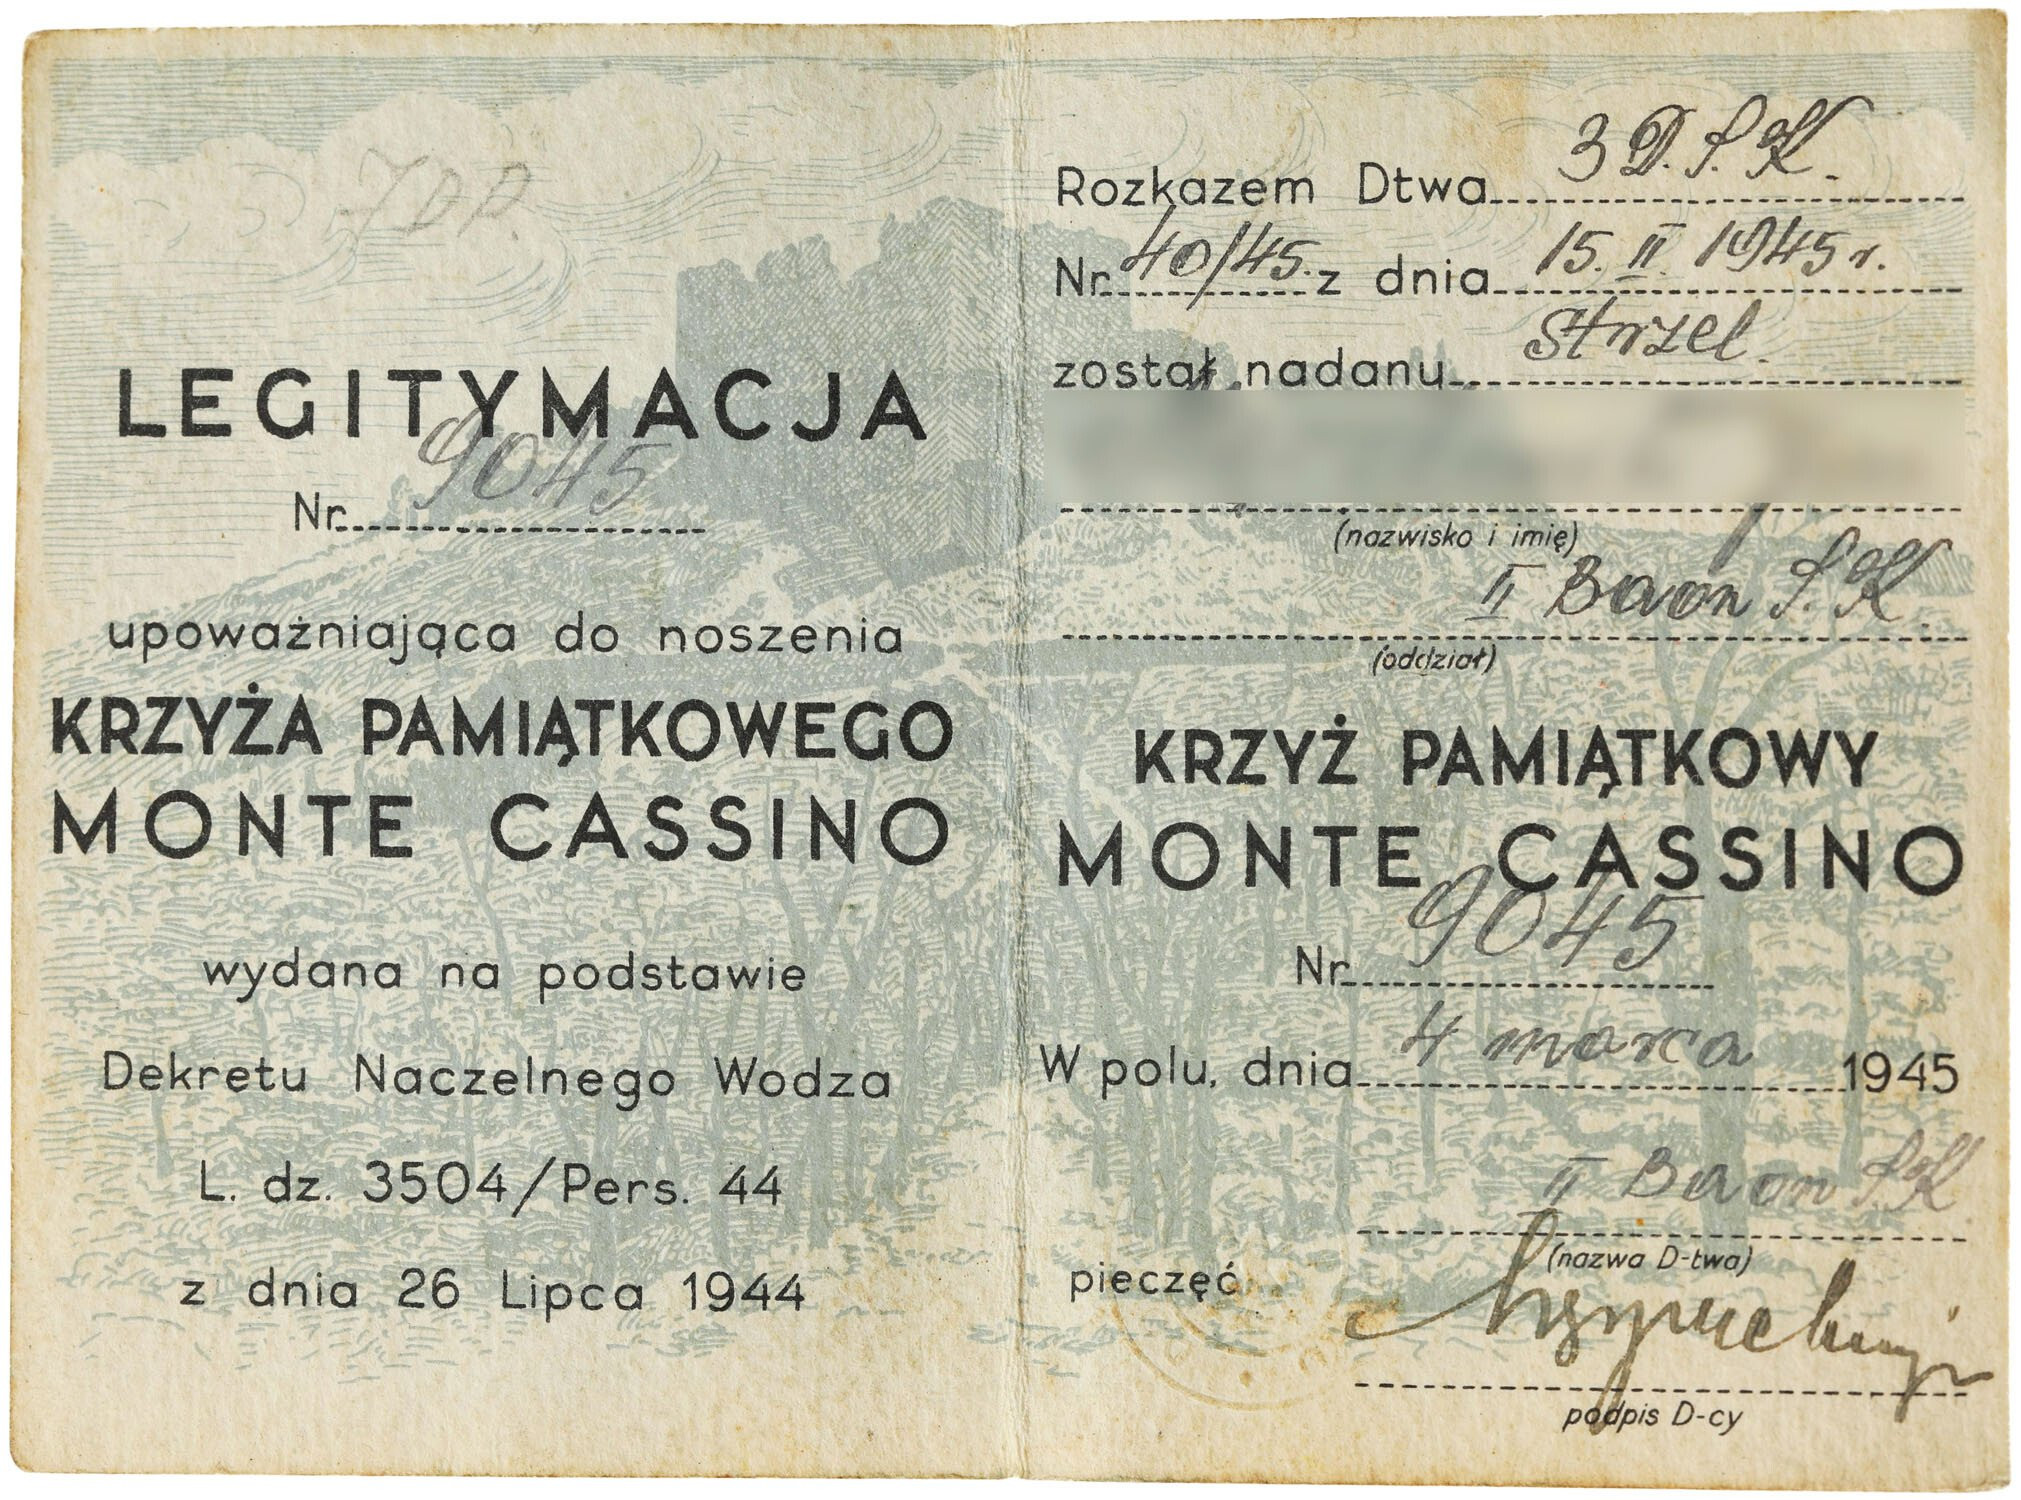 7 D P.
LEGITYMACJA
Nr. 9045
upoważniająca do noszenia
KRZYŻA PAMIĄTKOWEGO
MONTE CASSINO
wydana na podstawie
Dekretu Naczelnego Wodza
L. dz. 3504/Pers. 44
z dnia 26 Lipca 1944
Rozkazem Dtwa 3 D. S. K.
Nr. 40/45. z dnia 15. II. 1945 r.
został nadany Strzel.
(nazwisko i imię)
II Baon S. K.
(oddział)
KRZYŻ PAMIĄTKOWY
MONTE CASSINO
Nr. 9045
W polu, dnia 4 marca 1945
II Baon S.K
(nazwa D-twa)
pieczęć
podpis D-cy